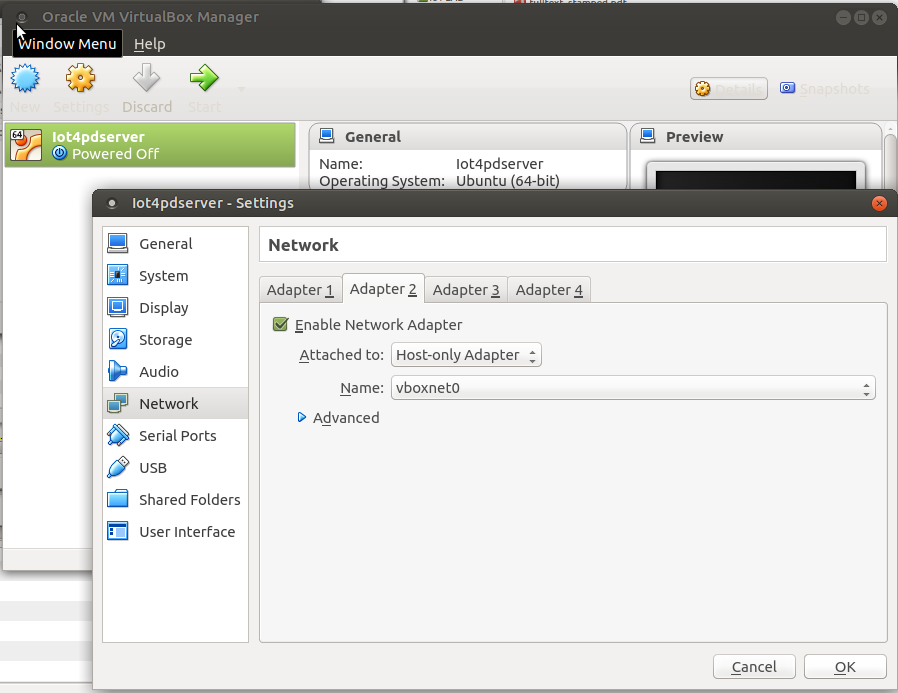 Oracle VM VirtualBox Manager
Window Menu Help
New Settings Discard Start
Details Snapshots
64
Iot4pdserver
Powered Off
General
Name: Iot4pdserver
Operating System: Ubuntu (64-bit)
Preview
Iot4pdserver - Settings
General
System
Display
Storage
Audio
Network
Serial Ports
USB
Shared Folders
User Interface
Network
Adapter 1 Adapter 2 Adapter 3 Adapter 4
Enable Network Adapter
Attached to: Host-only Adapter
Name: vboxnet0
Advanced
Cancel OK